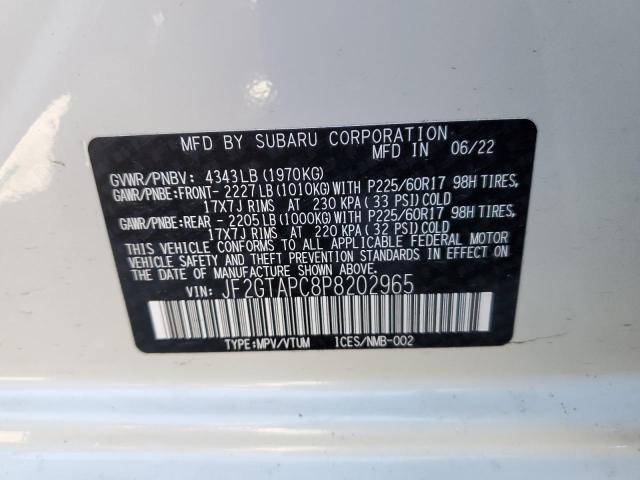 MFD BY SUBARU CORPORATION
MFD IN 06/22
GVWR/PNBV: 4343LB (1970KG)
GAWR/PNBE:FRONT- 2227LB (1010KG) WITH P225/60R17 98H TIRES,
17X7J RIMS AT 230 KPA (33 PSI) COLD
GAWR/PNBE:REAR - 2205LB (1000KG) WITH P225/60R17 98H TIRES,
17X7J RIMS AT 220 KPA (32 PSI) COLD
THIS VEHICLE CONFORMS TO ALL APPLICABLE FEDERAL MOTOR
VEHICLE SAFETY AND THEFT PREVENTION STANDARDS IN EFFECT ON
THE DATE OF MANUFACTURE SHOWN ABOVE.
VIN: JF2GTAPC8P8202965
TYPE:MPV/VTUM 1CES/NMB-002